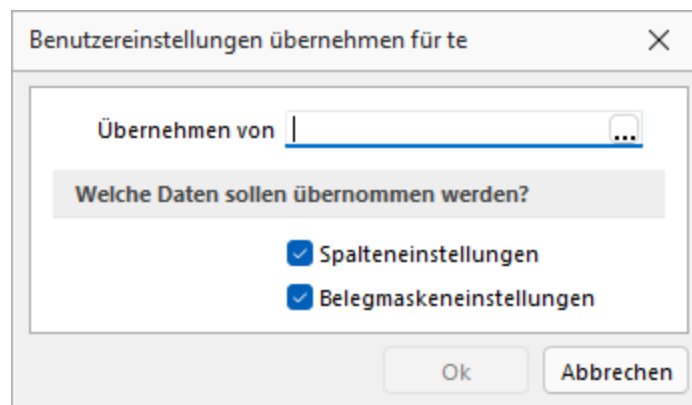 Benutzereinstellungen übernehmen für te
Übernehmen von
...
Welche Daten sollen übernommen werden?
Spalteneinstellungen
Belegmaskeneinstellungen
Ok
Abbrechen